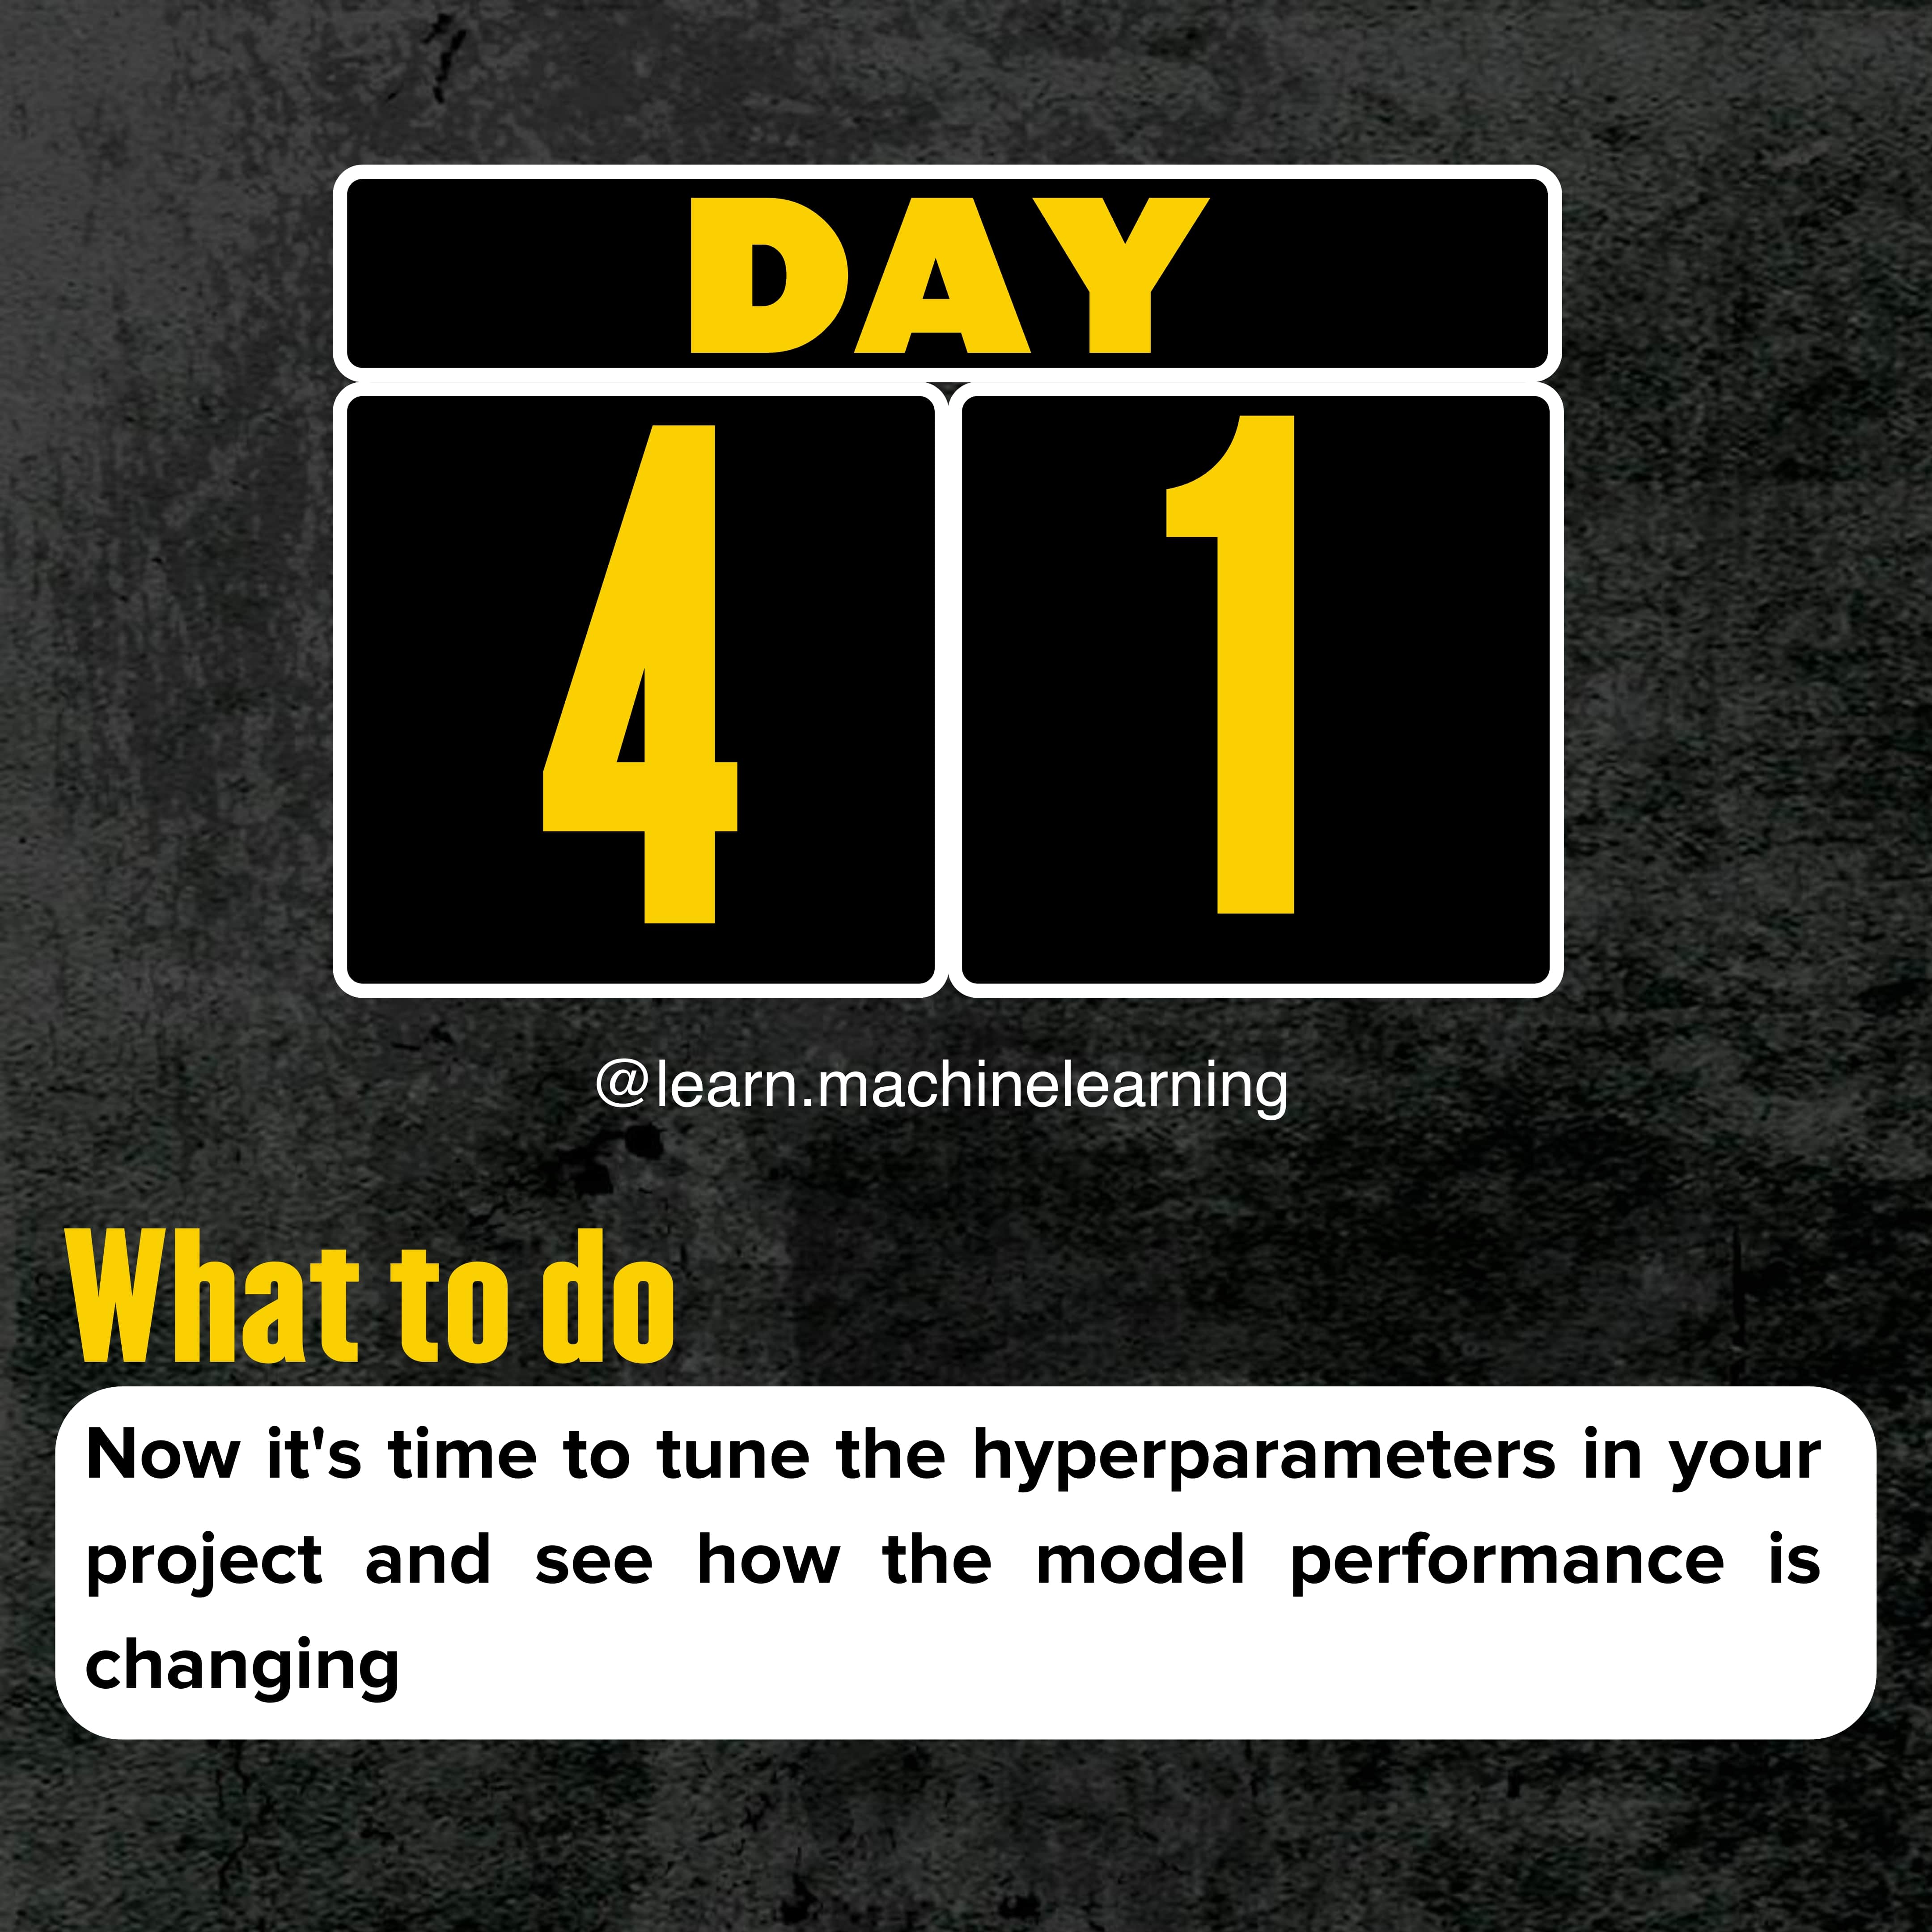 DAY
4 1
@learn.machinelearning
What to do
Now it's time to tune the hyperparameters in your
project and see how the model performance is
changing